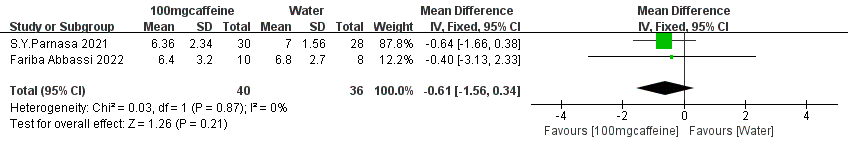 100mgcaffeine Water Mean Difference Mean Difference
Study or Subgroup Mean SD Total Mean SD Total Weight IV, Fixed, 95% CI IV, Fixed, 95% CI
S.Y.Parnasa 2021 6.36 2.34 30 7 1.56 28 87.8% -0.64 [-1.66, 0.38]
Fariba Abbassi 2022 6.4 3.2 10 6.8 2.7 8 12.2% -0.40 [-3.13, 2.33]
Total (95% CI) 40 36 100.0% -0.61 [-1.56, 0.34]
Heterogeneity: Chi² = 0.03, df = 1 (P = 0.87); I² = 0%
Test for overall effect: Z = 1.26 (P = 0.21)
-4 -2 0 2 4
Favours [100mgcaffeine] Favours [Water]